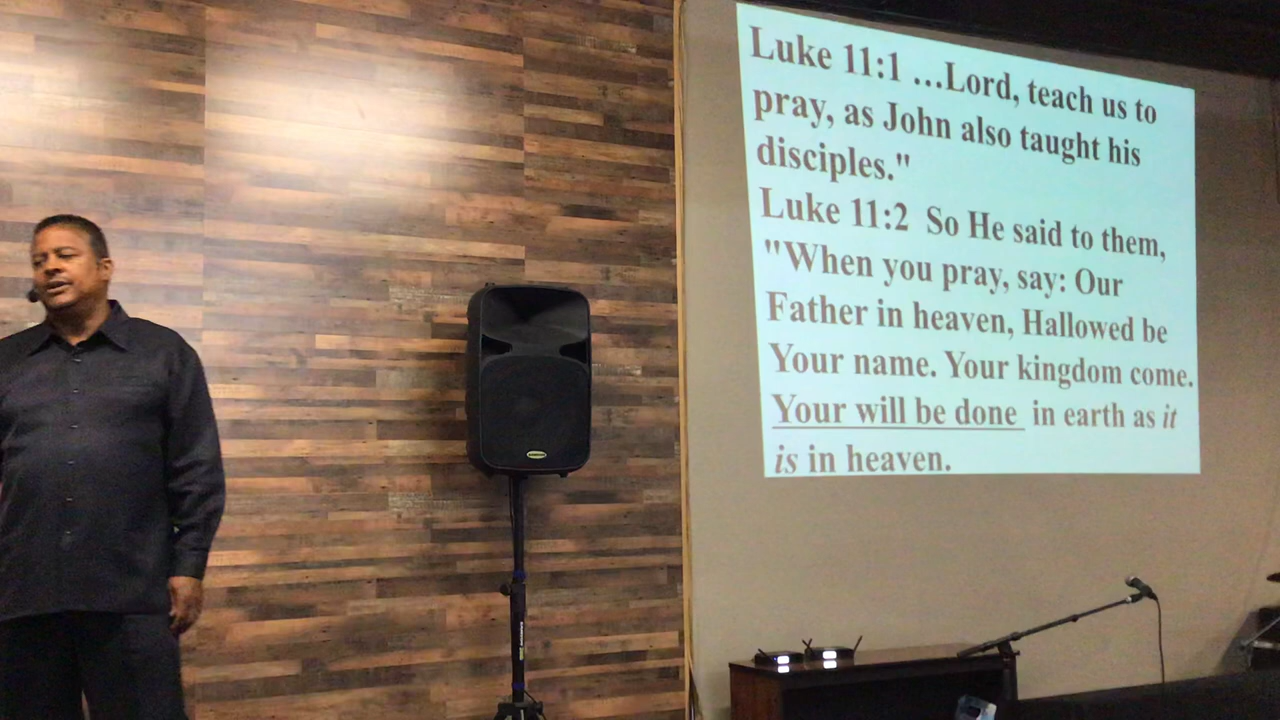 Luke 11:1 ...Lord, teach us to
pray, as John also taught his
disciples."
Luke 11:2  So He said to them,
"When you pray, say: Our
Father in heaven, Hallowed be
Your name. Your kingdom come.
Your will be done  in earth as it
is in heaven.